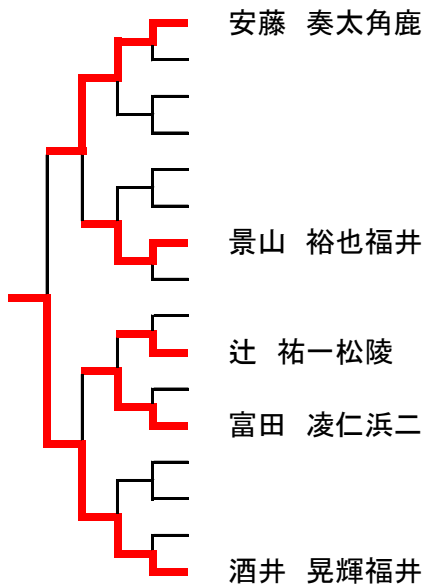 安藤 奏太角鹿
景山 裕也福井
辻 祐一松陵
富田 凌仁浜二
酒井 晃輝福井